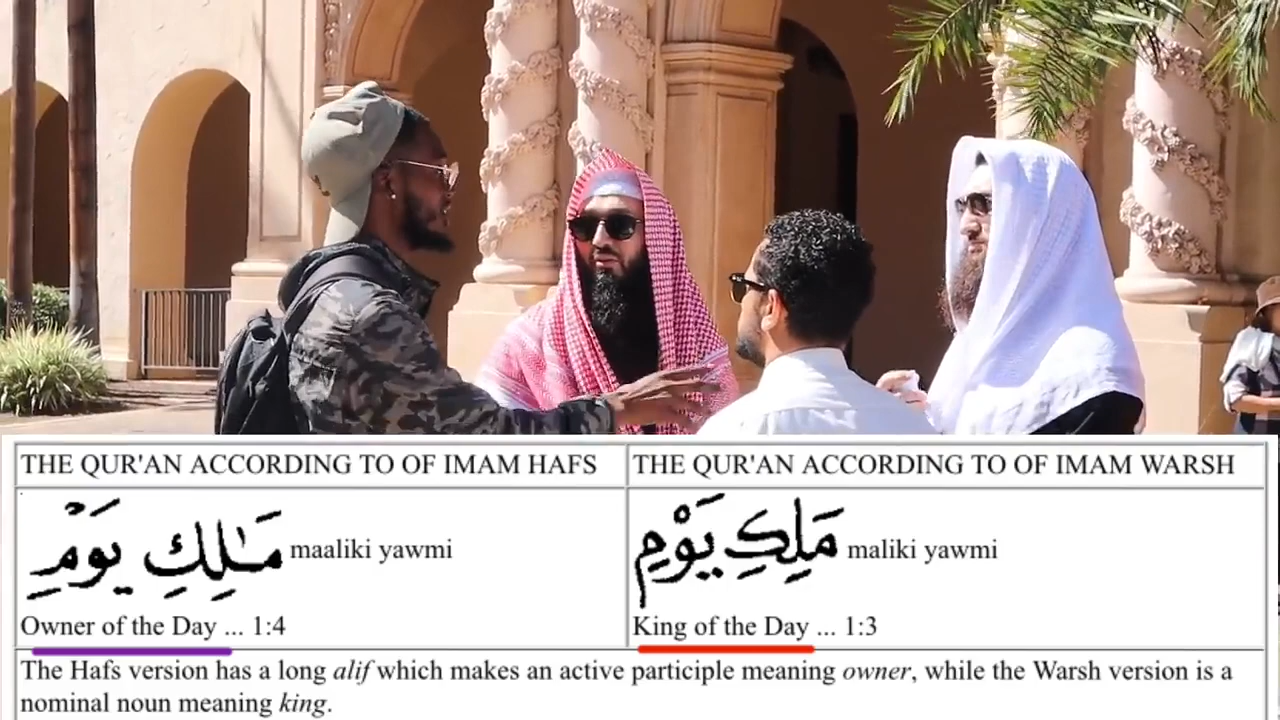 THE QUR'AN ACCORDING TO OF IMAM HAFS
THE QUR'AN ACCORDING TO OF IMAM WARSH
مَـٰلِكِ يَوْمِ maaliki yawmi
مَلِكِ يَوْمِ maliki yawmi
Owner of the Day ... 1:4
King of the Day ... 1:3
The Hafs version has a long alif which makes an active participle meaning owner, while the Warsh version is a
nominal noun meaning king.